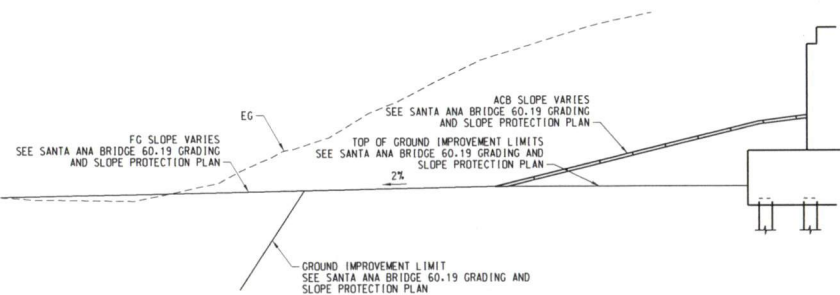 ACB SLOPE VARIES
SEE SANTA ANA BRIDGE 60.19 GRADING
AND SLOPE PROTECTION PLAN
EG
FG SLOPE VARIES
SEE SANTA ANA BRIDGE 60.19 GRADING
AND SLOPE PROTECTION PLAN
TOP OF GROUND IMPROVEMENT LIMITS
SEE SANTA ANA BRIDGE 60.19 GRADING AND
SLOPE PROTECTION PLAN
2%
GROUND IMPROVEMENT LIMIT
SEE SANTA ANA BRIDGE 60.19 GRADING AND
SLOPE PROTECTION PLAN